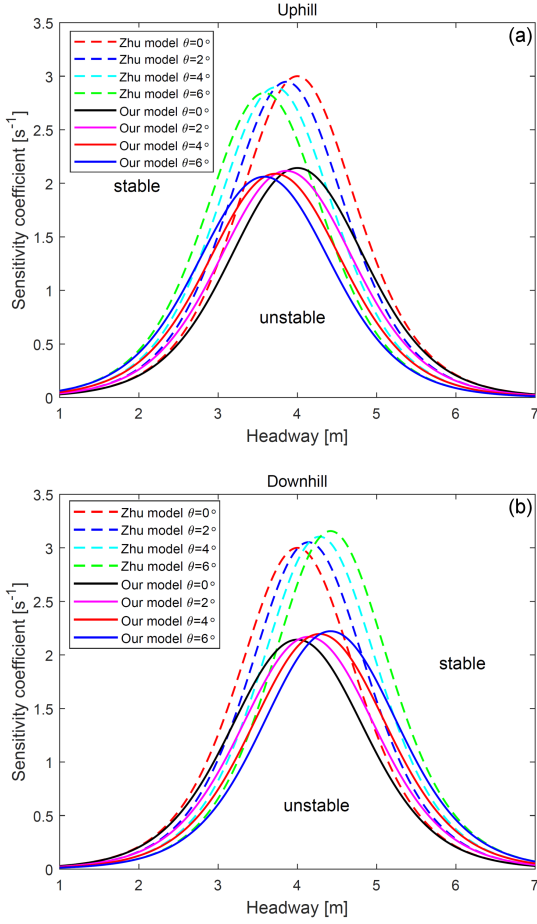 Uphill
(a)
Zhu model θ=0°
Zhu model θ=2°
Zhu model θ=4°
Zhu model θ=6°
Our model θ=0°
Our model θ=2°
Our model θ=4°
Our model θ=6°
stable
unstable
Sensitivity coefficient [s⁻¹]
3.5
3
2.5
2
1.5
1
0.5
0
1 2 3 4 5 6 7
Headway [m]
Downhill
(b)
Zhu model θ=0°
Zhu model θ=2°
Zhu model θ=4°
Zhu model θ=6°
Our model θ=0°
Our model θ=2°
Our model θ=4°
Our model θ=6°
stable
unstable
Sensitivity coefficient [s⁻¹]
3.5
3
2.5
2
1.5
1
0.5
0
1 2 3 4 5 6 7
Headway [m]